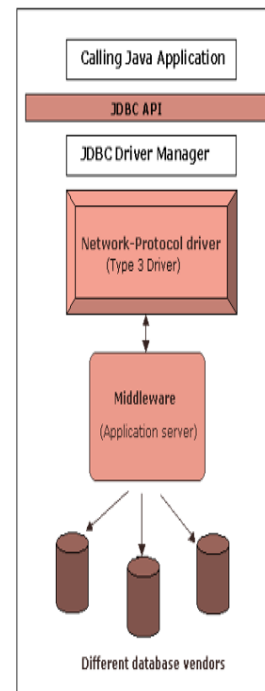 Calling Java Application
JDBC API
JDBC Driver Manager
Network-Protocol driver
(Type 3 Driver)
Middleware
(Application server)
Different database vendors